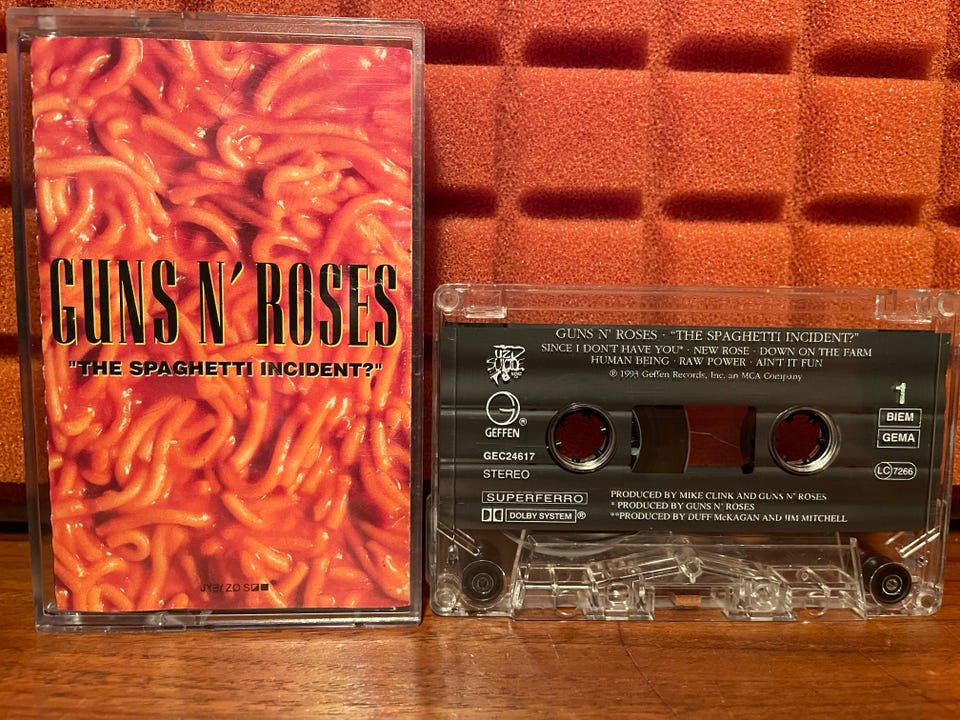 GUNS N' ROSES
"THE SPAGHETTI INCIDENT?"
GUNS N' ROSES · "THE SPAGHETTI INCIDENT?"
SINCE I DON'T HAVE YOU* · NEW ROSE · DOWN ON THE FARM
HUMAN BEING · RAW POWER · AIN'T IT FUN
℗ 1993 Geffen Records, Inc. an MCA Company
UZI
SUICIDE
1
G
GEFFEN®
BIEM
GEMA
GEC24617
STEREO
LC 7266
SUPERFERRO
DOLBY SYSTEM®
PRODUCED BY MIKE CLINK AND GUNS N' ROSES
* PRODUCED BY GUNS N' ROSES
**PRODUCED BY DUFF McKAGAN AND JIM MITCHELL